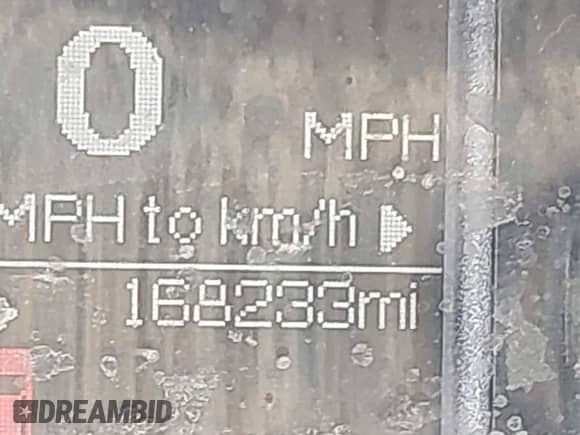 0
MPH
MPH to km/h
168233mi
DREAMBID